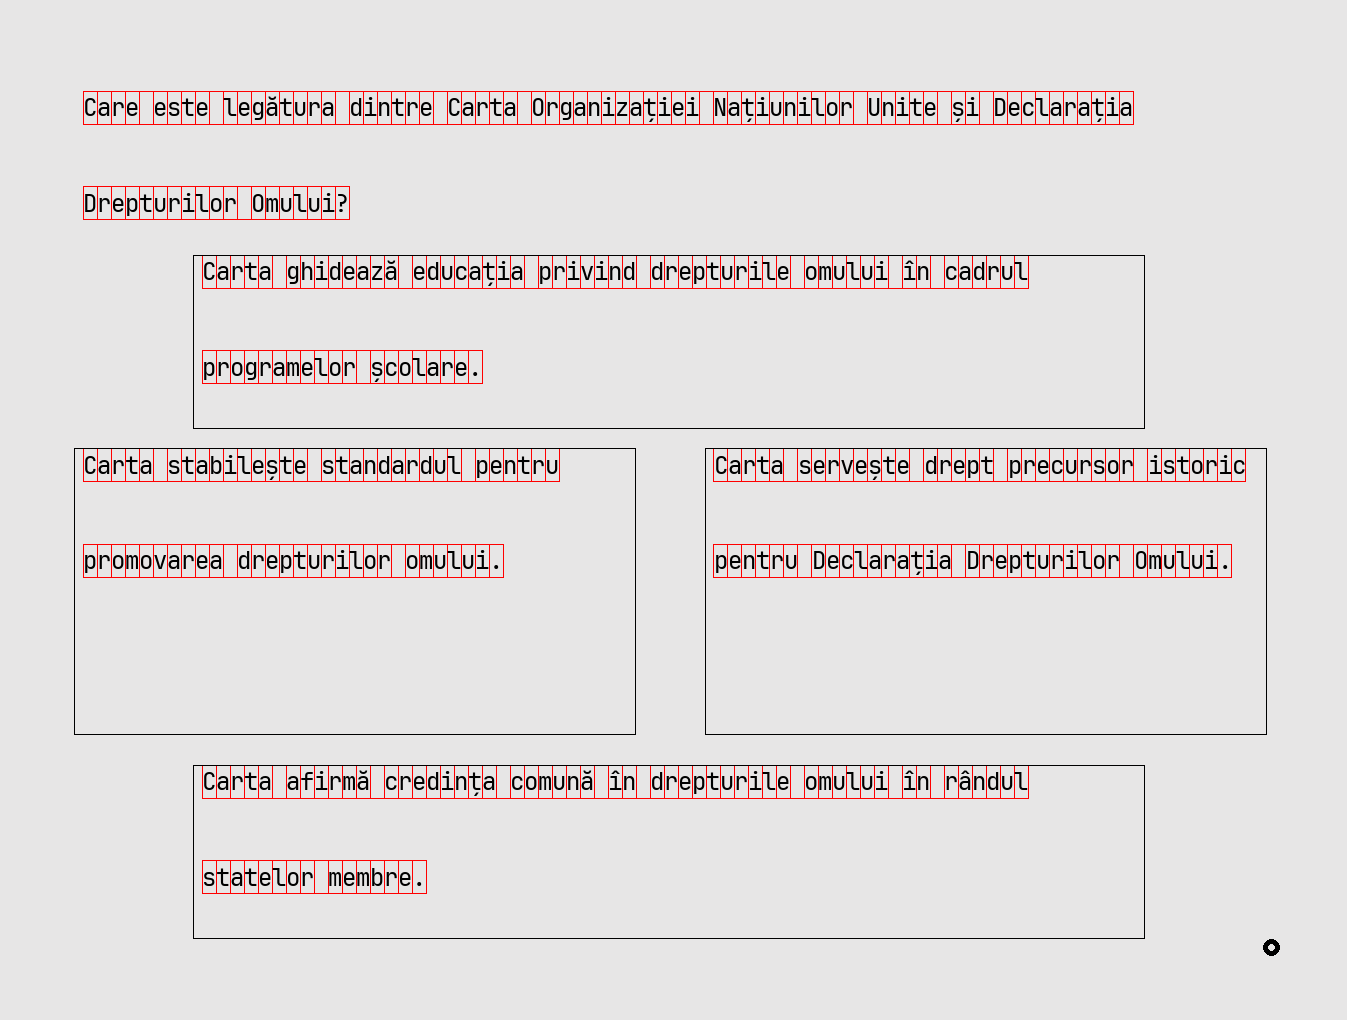 Care este legătura dintre Carta Organizației Națiunilor Unite și Declarația
Drepturilor Omului?
Carta ghidează educația privind drepturile omului în cadrul
programelor școlare.
Carta stabilește standardul pentru
promovarea drepturilor omului.
Carta servește drept precursor istoric
pentru Declarația Drepturilor Omului.
Carta afirmă credința comună în drepturile omului în rândul
statelor membre.